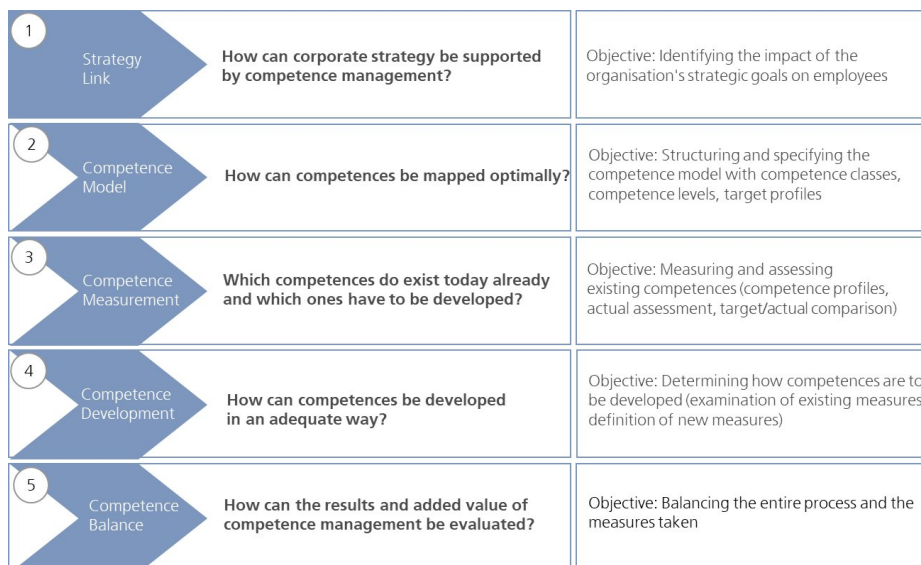 1
Strategy
Link
How can corporate strategy be supported
by competence management?
Objective: Identifying the impact of the
organisation's strategic goals on employees
2
Competence
Model
How can competences be mapped optimally?
Objective: Structuring and specifying the
competence model with competence classes,
competence levels, target profiles
3
Competence
Measurement
Which competences do exist today already
and which ones have to be developed?
Objective: Measuring and assessing
existing competences (competence profiles,
actual assessment, target/actual comparison)
4
Competence
Development
How can competences be developed
in an adequate way?
Objective: Determining how competences are to
be developed (examination of existing measures
definition of new measures)
5
Competence
Balance
How can the results and added value of
competence management be evaluated?
Objective: Balancing the entire process and the
measures taken